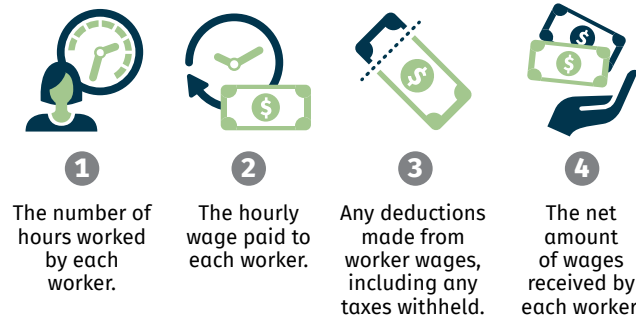 1
The number of
hours worked
by each
worker.
2
The hourly
wage paid to
each worker.
3
Any deductions
made from
worker wages,
including any
taxes withheld.
4
The net
amount
of wages
received by
each worker